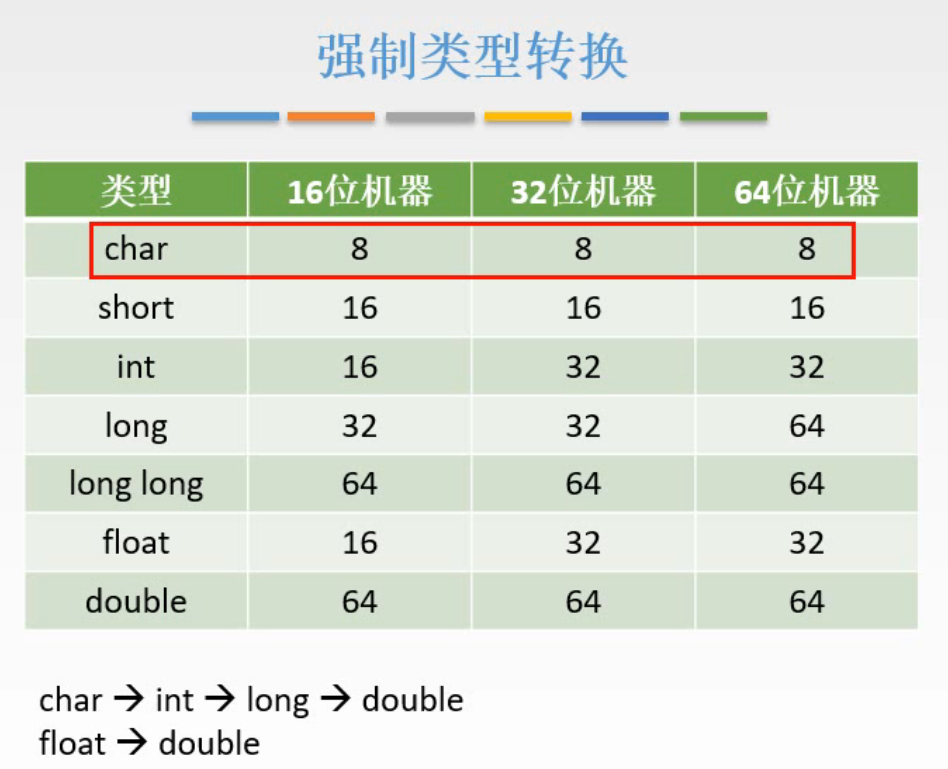 强制类型转换
类型 16位机器 32位机器 64位机器
char 8 8 8
short 16 16 16
int 16 32 32
long 32 32 64
long long 64 64 64
float 16 32 32
double 64 64 64
char → int → long → double
float → double